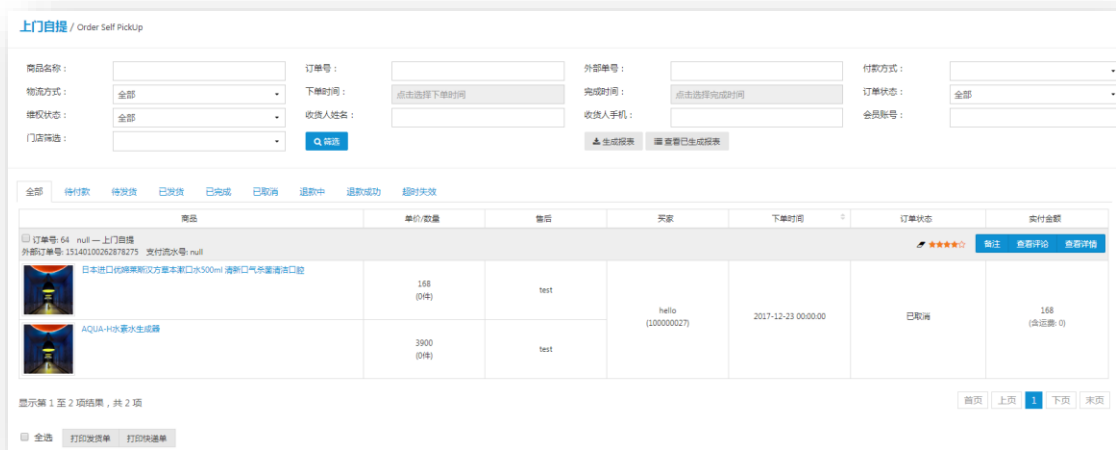 上门自提 / Order Self PickUp
商品名称： 订单号： 外部单号： 付款方式：
物流方式： 全部 下单时间： 点击选择下单时间 完成时间： 点击选择完成时间 订单状态： 全部
维权状态： 全部 收货人姓名： 收货人手机： 会员账号：
门店筛选： 筛选 生成报表 查看已生成报表
全部 待付款 待发货 已发货 已完成 已取消 退款中 退款成功 超时失效
商品 单价/数量 售后 买家 下单时间 订单状态 实付金额
订单号: 64 null — 上门自提
外部订单号: 15140100262878275 支付流水号: null
备注 查看评论 查看详情
日本进口优姆莱斯汉方草本漱口水500ml 清新口气杀菌清洁口腔
168
(0件)
test
AQUA-H水素水生成器
3900
(0件)
test
hello
(100000027)
2017-12-23 00:00:00
已取消
168
(含运费: 0)
显示第 1 至 2 项结果，共 2 项
首页 上页 1 下页 末页
全选 打印发货单 打印快递单